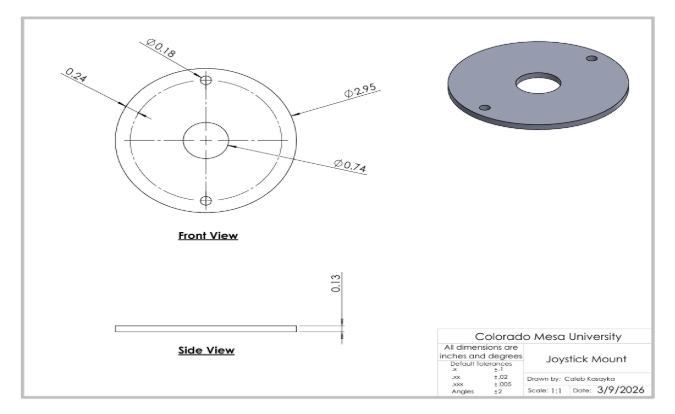 Ø0.18
0.24
Ø2.95
Ø0.74
Front View
0.13
Side View
Colorado Mesa University
All dimensions are
inches and degrees
Default Tolerances
.x ±.1
.xx ±.02
.xxx ±.005
Angles ±2
Joystick Mount
Drawn by: Caleb Kasayka
Scale: 1:1 Date: 3/9/2026